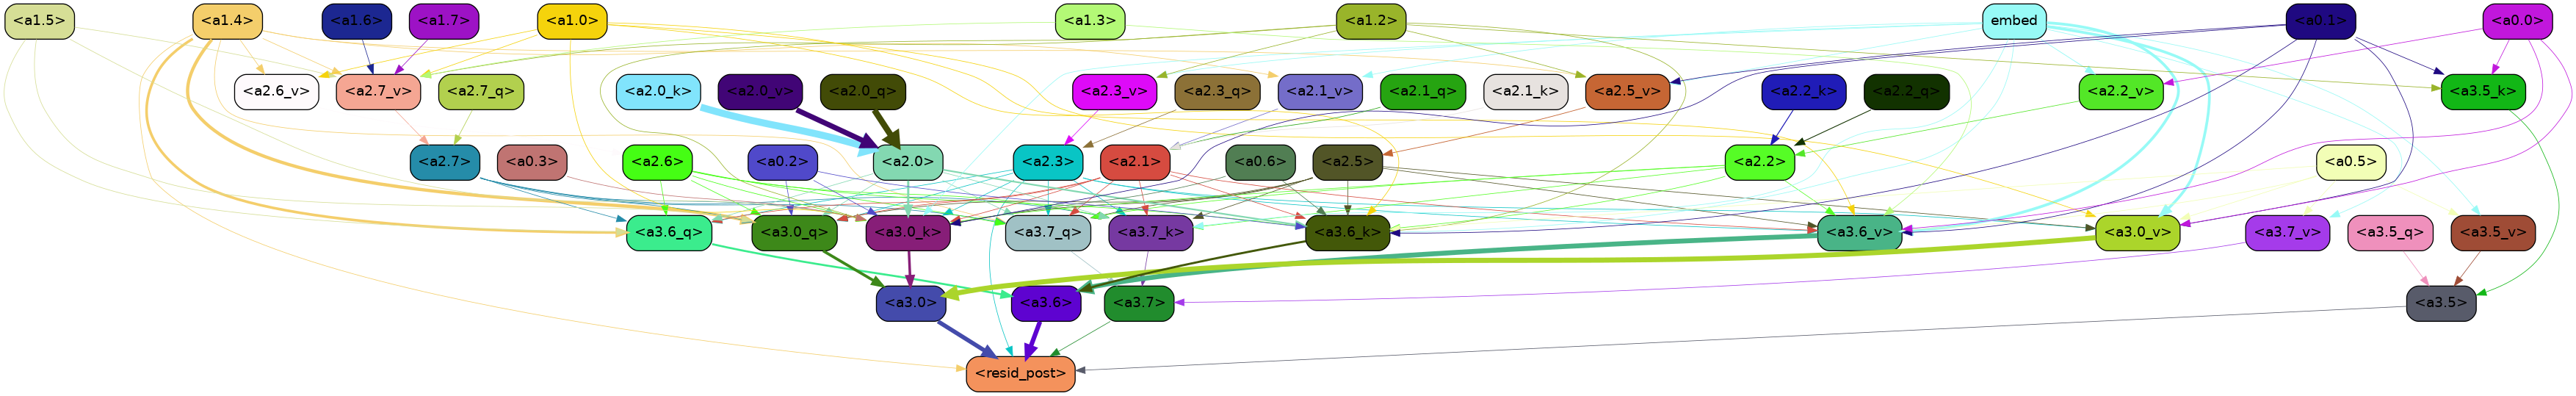 <a1.5> <a1.4> <a1.6> <a1.7> <a1.0> <a1.3> <a1.2> embed <a0.1> <a0.0>
<a2.6_v> <a2.7_v> <a2.7_q> <a2.0_k> <a2.0_v> <a2.0_q> <a2.3_v> <a2.3_q> <a2.1_v> <a2.1_q> <a2.1_k> <a2.5_v> <a2.2_k> <a2.2_q> <a2.2_v> <a3.5_k>
<a2.7> <a0.3> <a2.6> <a0.2> <a2.0> <a2.3> <a2.1> <a0.6> <a2.5> <a2.2> <a0.5>
<a3.6_q> <a3.0_q> <a3.0_k> <a3.7_q> <a3.7_k> <a3.6_k> <a3.6_v> <a3.0_v> <a3.7_v> <a3.5_q> <a3.5_v>
<a3.0> <a3.6> <a3.7> <a3.5>
<resid_post>